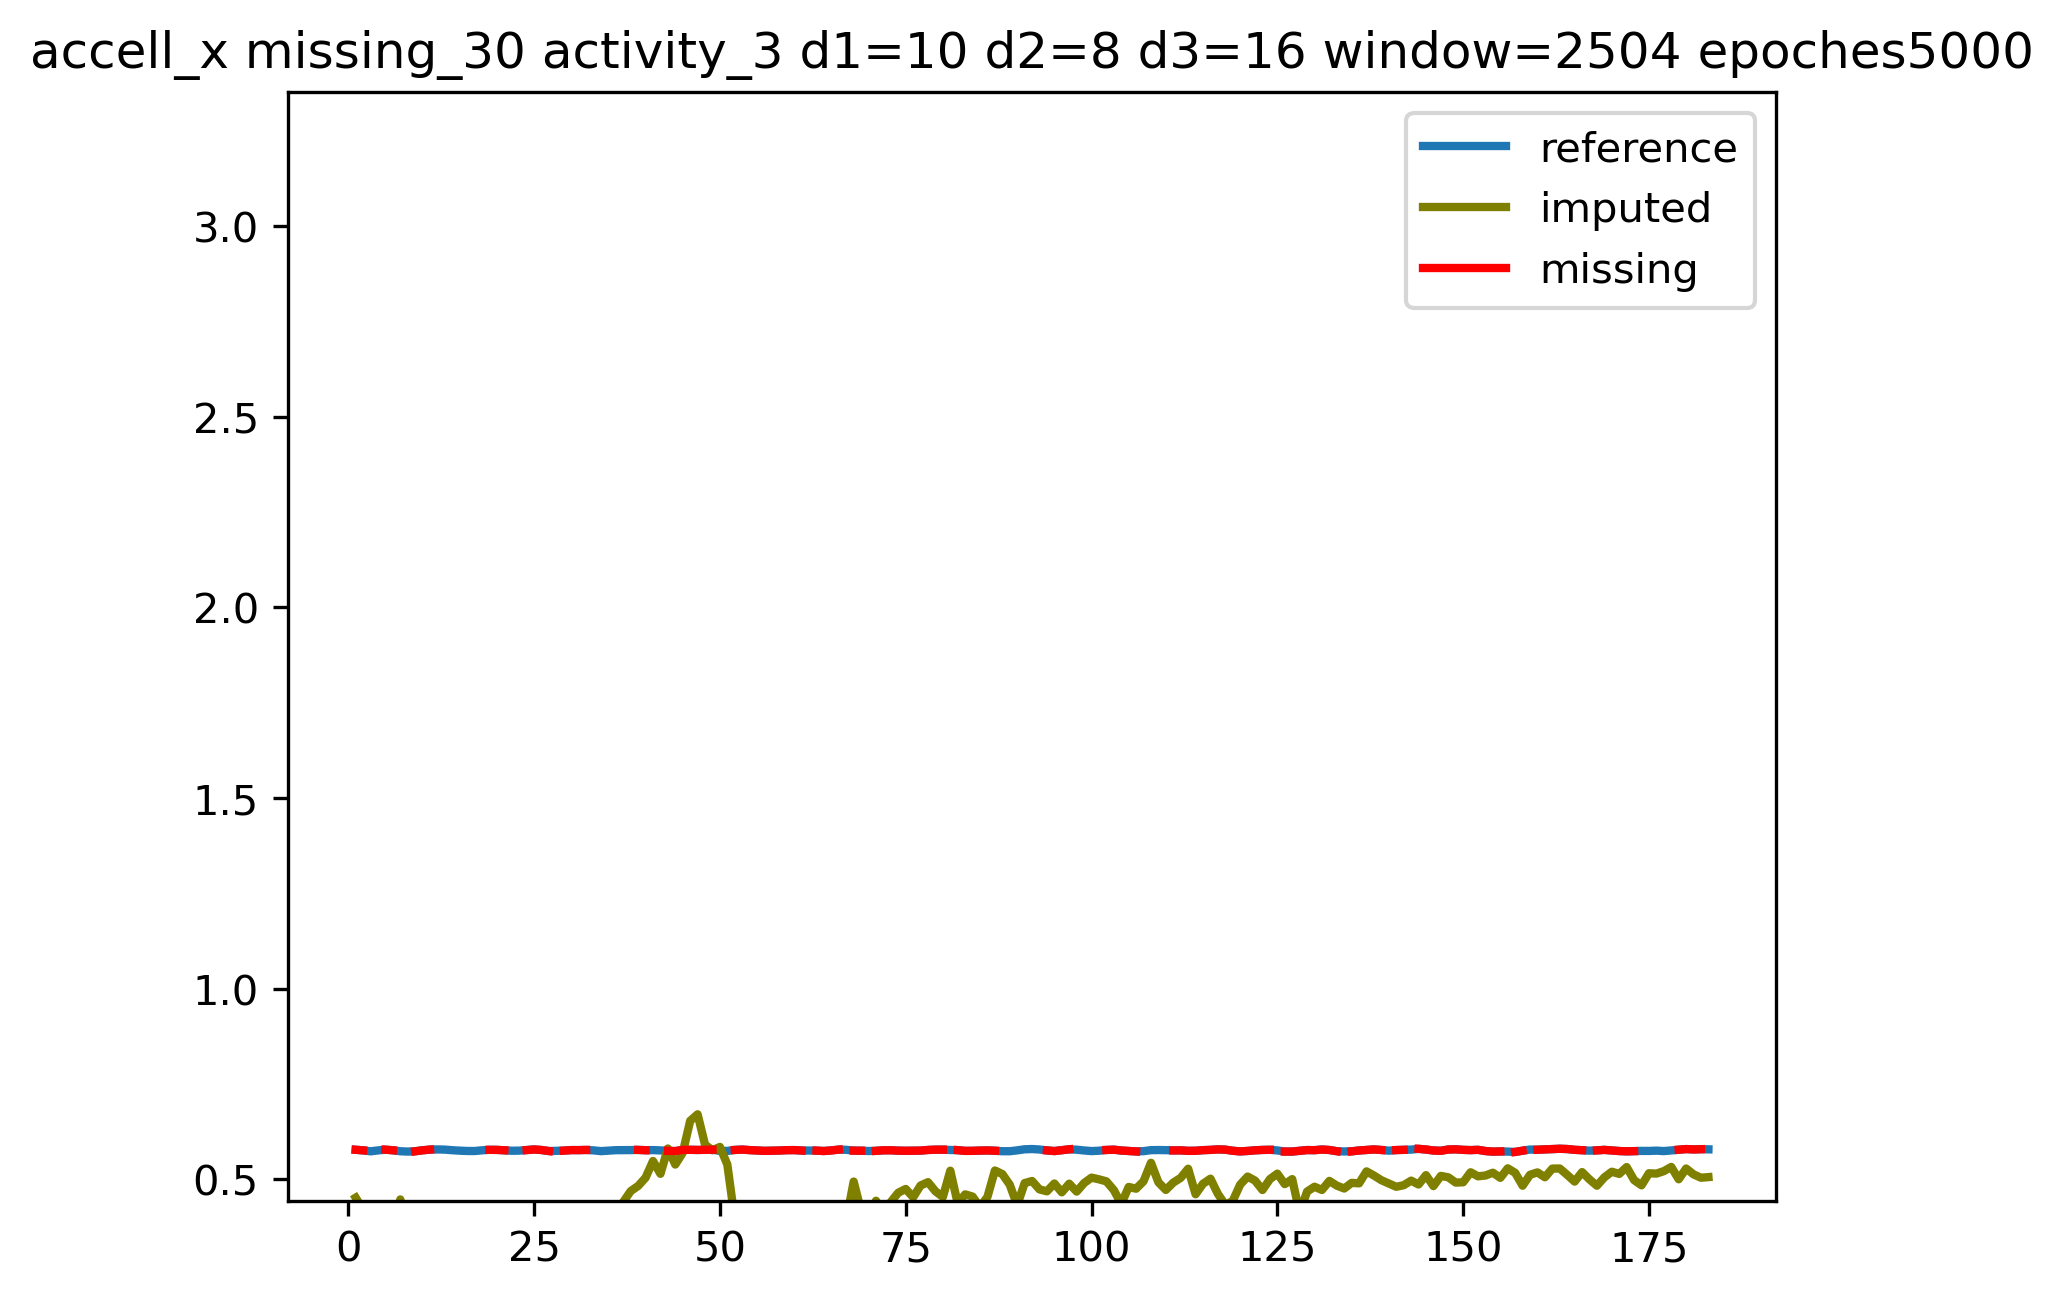 accell_x missing_30 activity_3 d1=10 d2=8 d3=16 window=2504 epoches5000
reference
imputed
missing
3.0
2.5
2.0
1.5
1.0
0.5
0 25 50 75 100 125 150 175